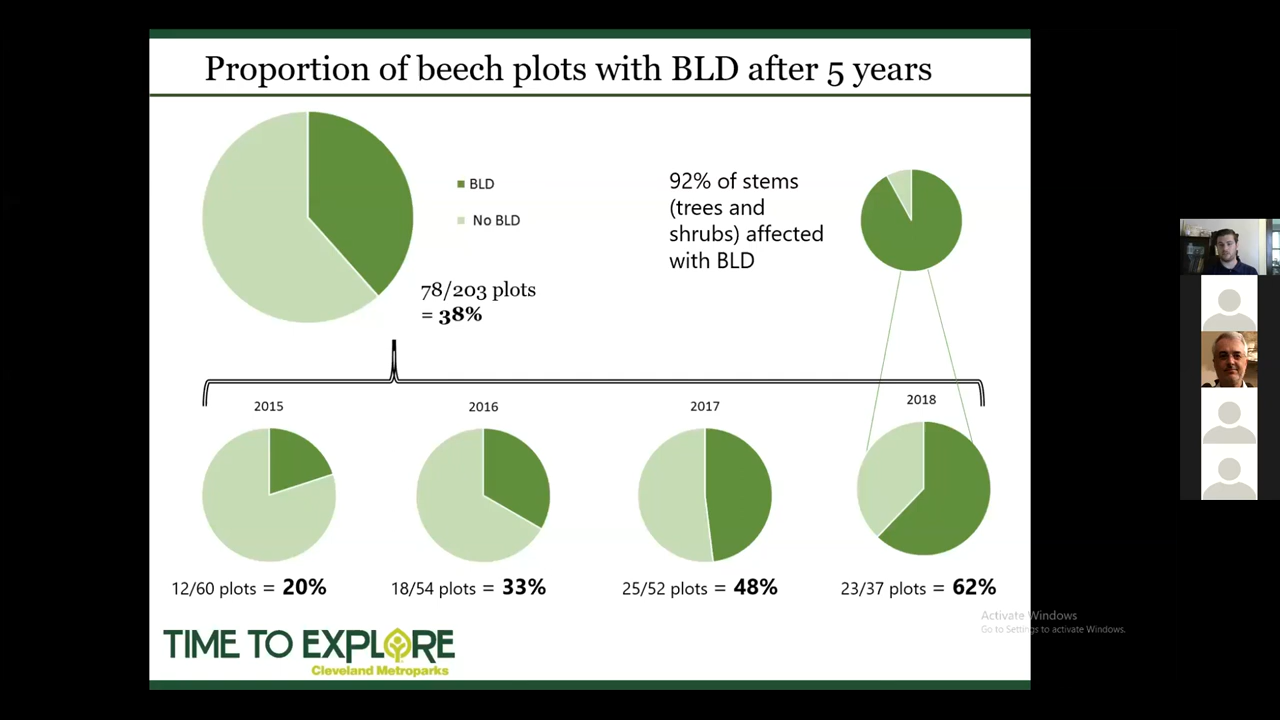 Proportion of beech plots with BLD after 5 years
BLD
No BLD
78/203 plots
= 38%
92% of stems
(trees and
shrubs) affected
with BLD
2015
2016
2017
2018
12/60 plots = 20%
18/54 plots = 33%
25/52 plots = 48%
23/37 plots = 62%
Activate Windows
Go to Settings to activate Windows.
TIME TO EXPLORE
Cleveland Metroparks